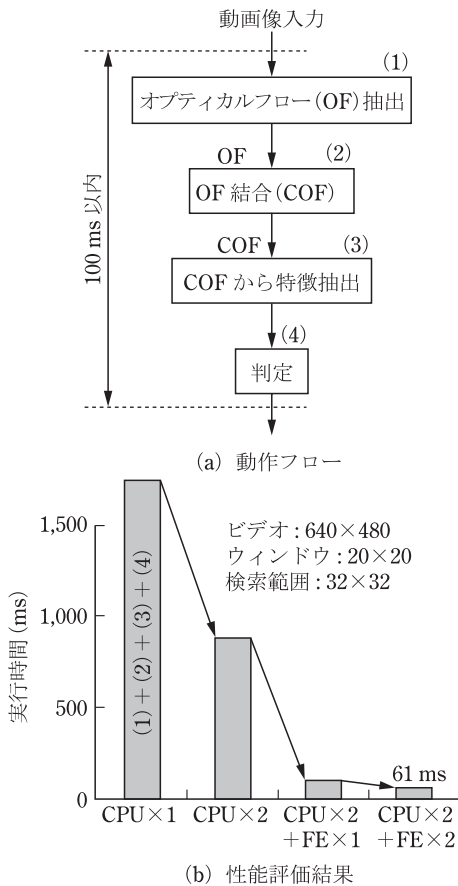 動画像入力
(1)
オプティカルフロー(OF)抽出
OF
(2)
OF 結合(COF)
COF
(3)
COF から特徴抽出
(4)
判定
100 ms 以内
(a) 動作フロー
実行時間(ms)
1,500
1,000
500
0
(1)+(2)+(3)+(4)
ビデオ:640×480
ウィンドウ:20×20
検索範囲:32×32
61 ms
CPU×1
CPU×2
CPU×2
+FE×1
CPU×2
+FE×2
(b) 性能評価結果